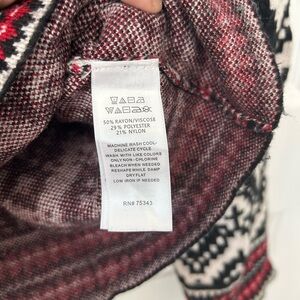 50% RAYON/VISCOSE
29% POLYESTER
21% NYLON
MACHINE WASH COOL/
DELICATE CYCLE
WASH WITH LIKE COLORS
ONLY NON-CHLORINE
BLEACH WHEN NEEDED
RESHAPE WHILE DAMP
DRY FLAT
LOW IRON IF NEEDED
RN# 75343